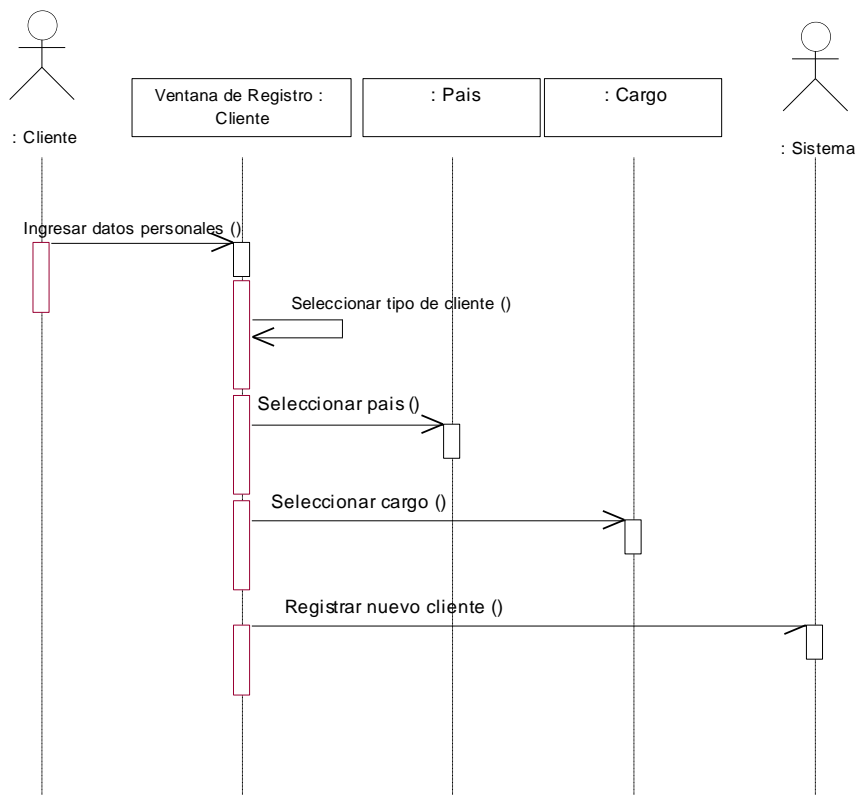 Ventana de Registro :
Cliente
: Pais
: Cargo
: Cliente
: Sistema
Ingresar datos personales ()
Seleccionar tipo de cliente ()
Seleccionar pais ()
Seleccionar cargo ()
Registrar nuevo cliente ()